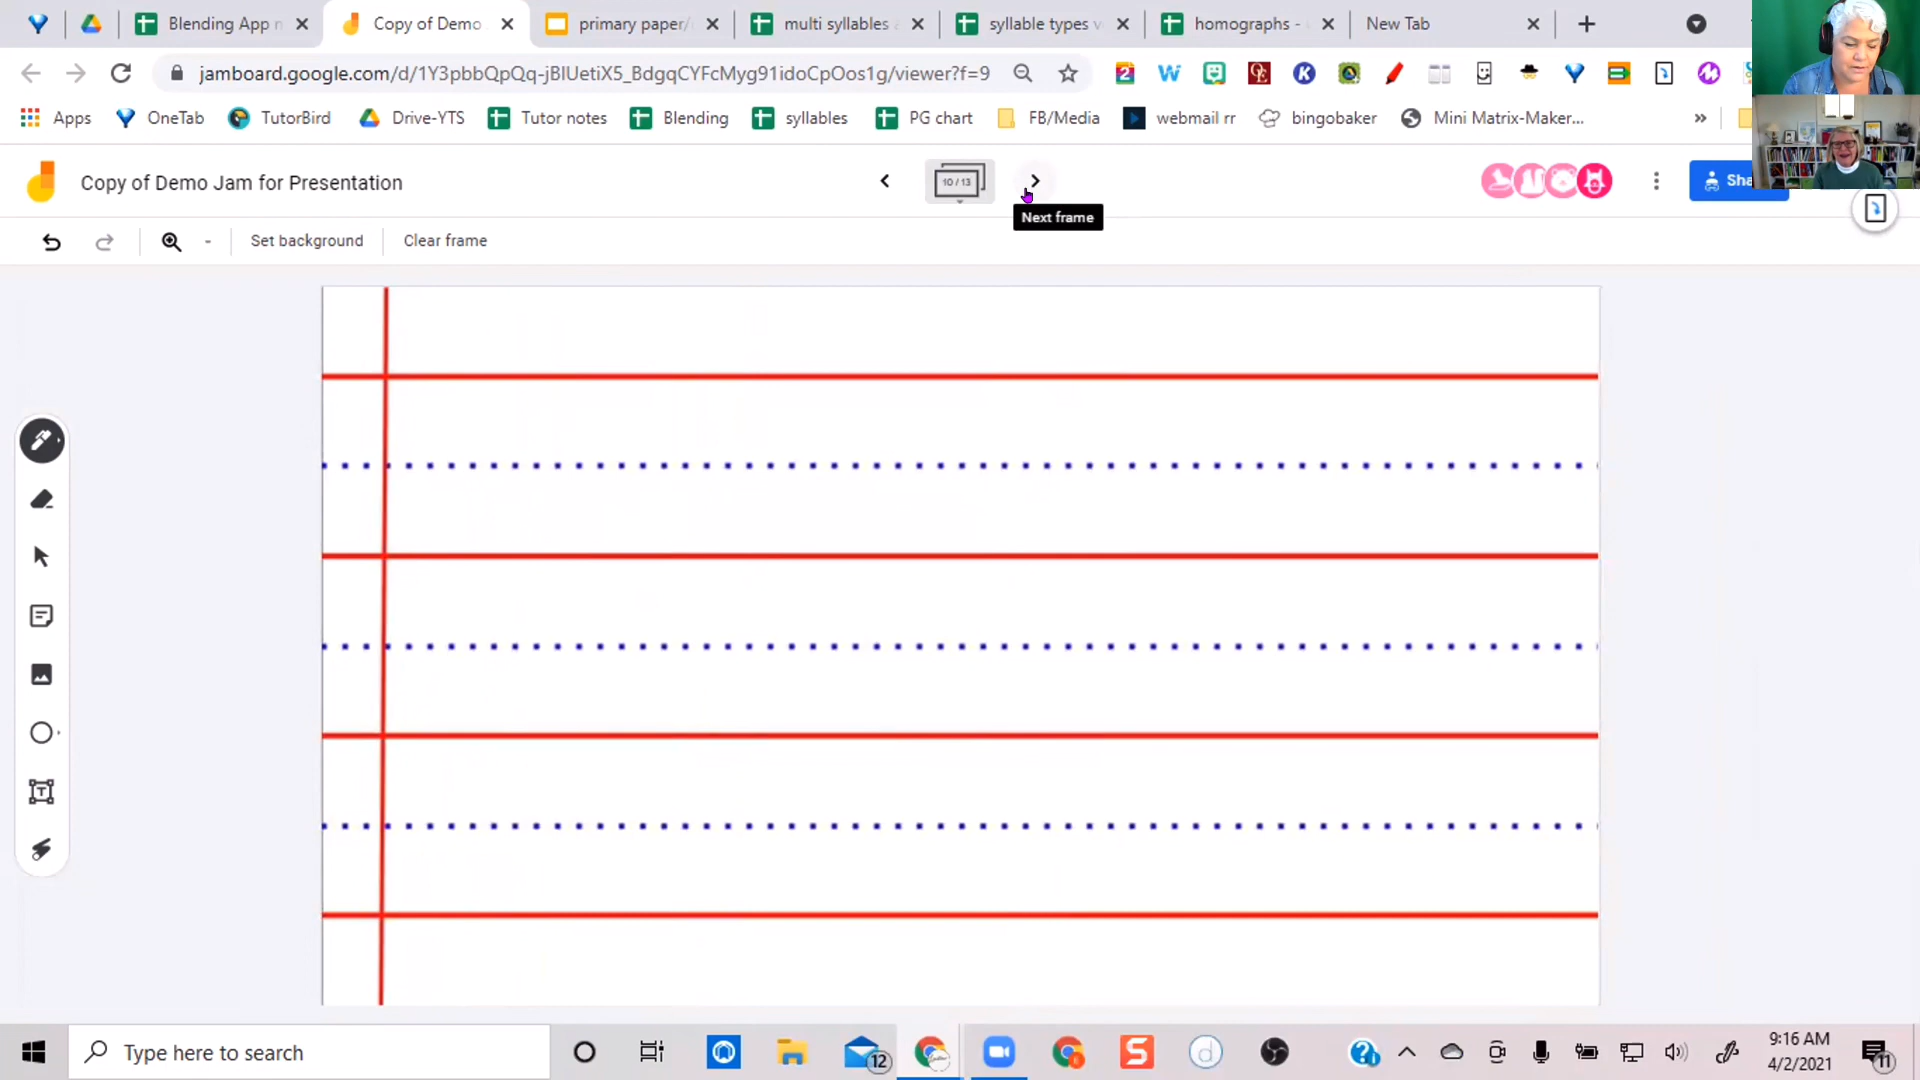 Blending App n
Copy of Demo
primary paper/
multi syllables
syllable types v
homographs -
New Tab
jamboard.google.com/d/1Y3pbbQpQq-jBlUetiX5_BdgqCYFcMyg91idoCpOos1g/viewer?f=9
Apps OneTab TutorBird Drive-YTS Tutor notes Blending syllables PG chart FB/Media webmail rr bingobaker Mini Matrix-Maker... »
Copy of Demo Jam for Presentation
10 / 13
Sha
Next frame
Set background
Clear frame
Type here to search
12
9:16 AM
4/2/2021
11